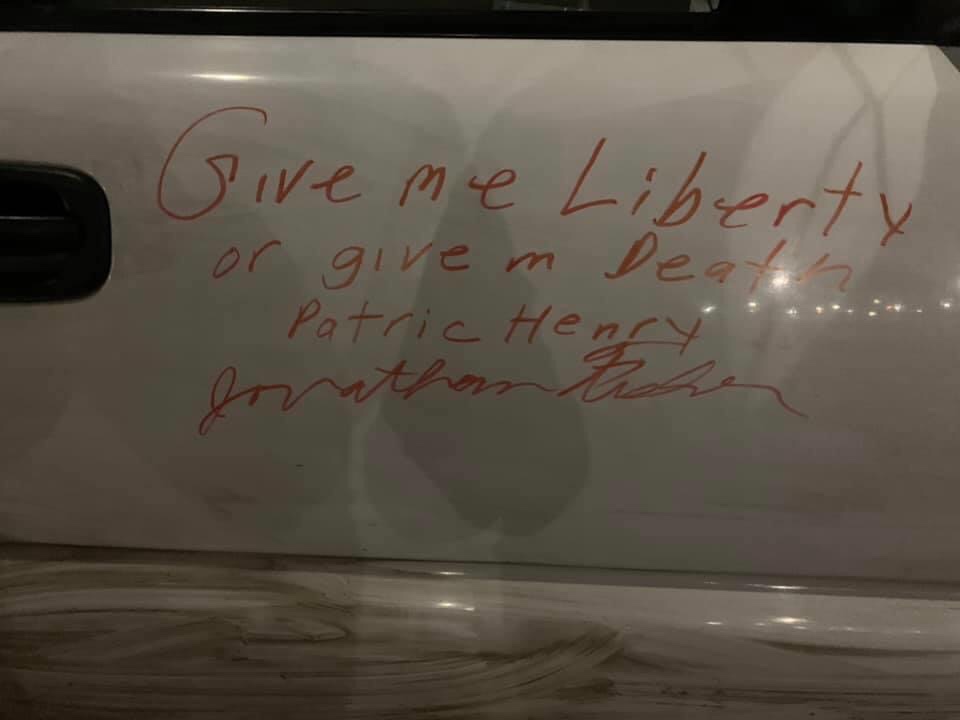 Give me Liberty
or give m Death
Patric Henry
Jonathan